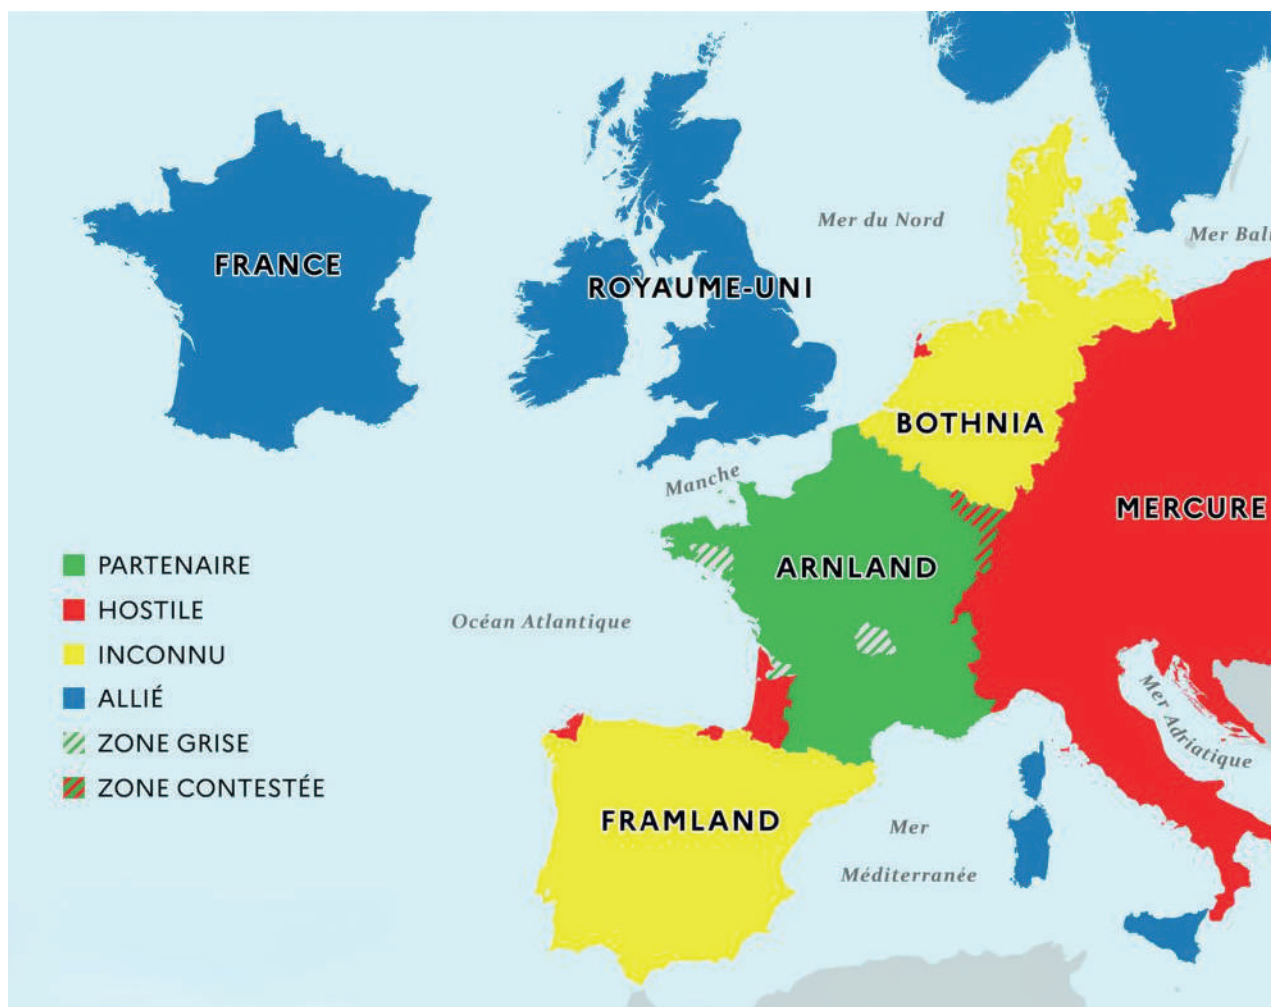 FRANCE
ROYAUME-UNI
Mer du Nord
Mer Balt
BOTHNIA
Manche
MERCURE
ARNLAND
PARTENAIRE
HOSTILE
INCONNU
ALLIÉ
ZONE GRISE
ZONE CONTESTÉE
Océan Atlantique
Mer Adriatique
FRAMLAND
Mer
Méditerranée